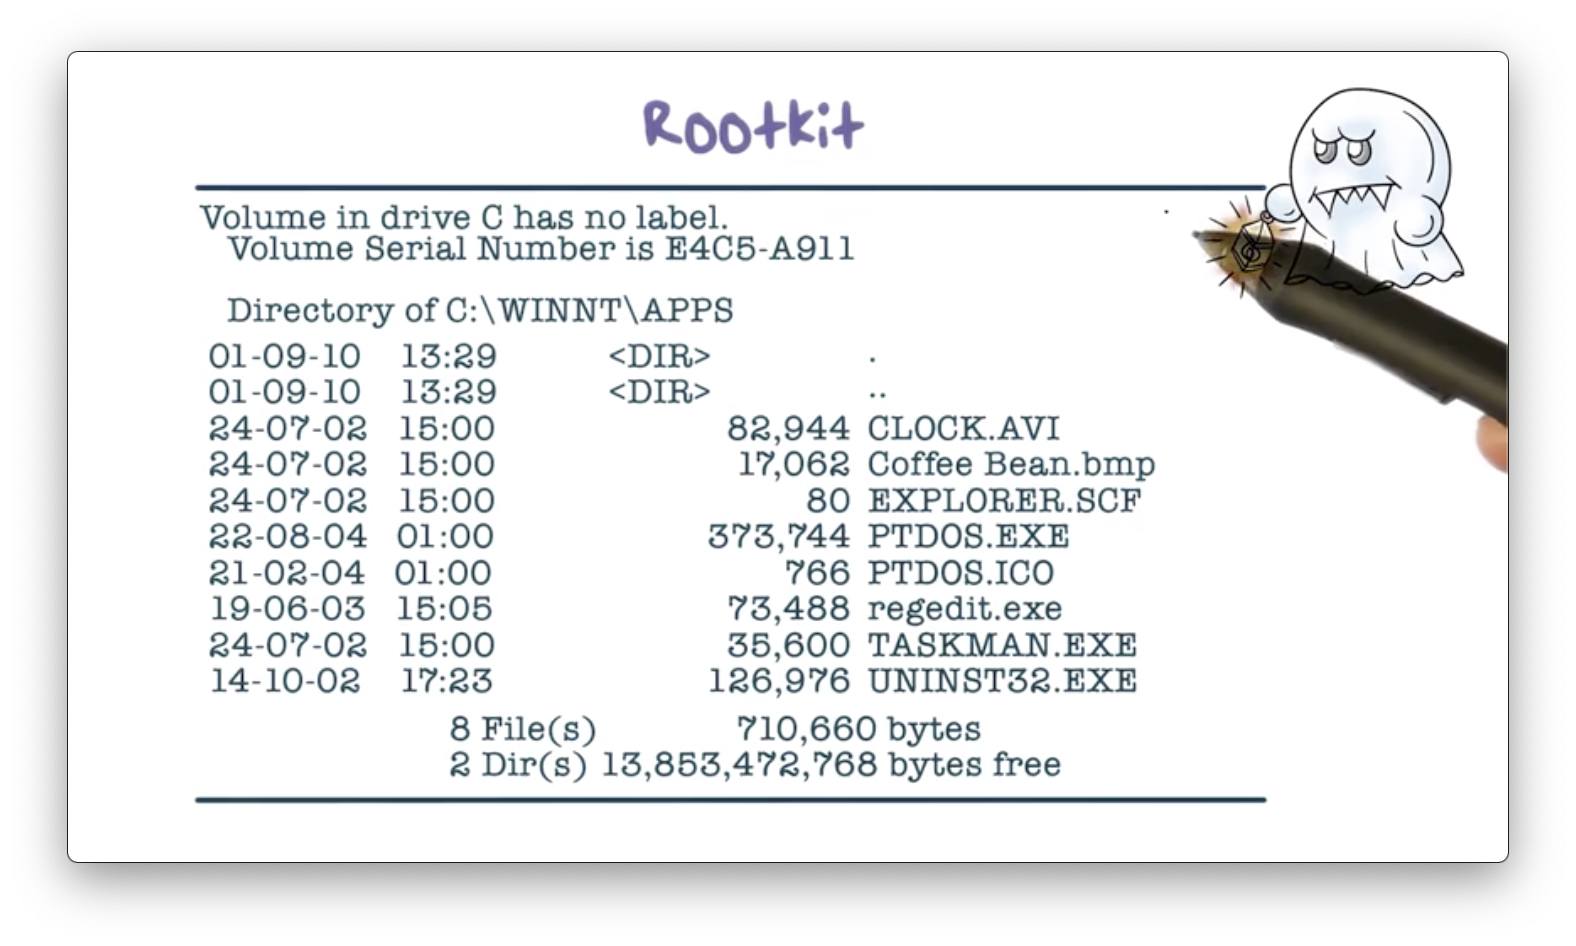 Rootkit
Volume in drive C has no label.
Volume Serial Number is E4C5-A911
Directory of C:\WINNT\APPS
01-09-10 13:29 <DIR> .
01-09-10 13:29 <DIR> ..
24-07-02 15:00 82,944 CLOCK.AVI
24-07-02 15:00 17,062 Coffee Bean.bmp
24-07-02 15:00 80 EXPLORER.SCF
22-08-04 01:00 373,744 PTDOS.EXE
21-02-04 01:00 766 PTDOS.ICO
19-06-03 15:05 73,488 regedit.exe
24-07-02 15:00 35,600 TASKMAN.EXE
14-10-02 17:23 126,976 UNINST32.EXE
8 File(s) 710,660 bytes
2 Dir(s) 13,853,472,768 bytes free